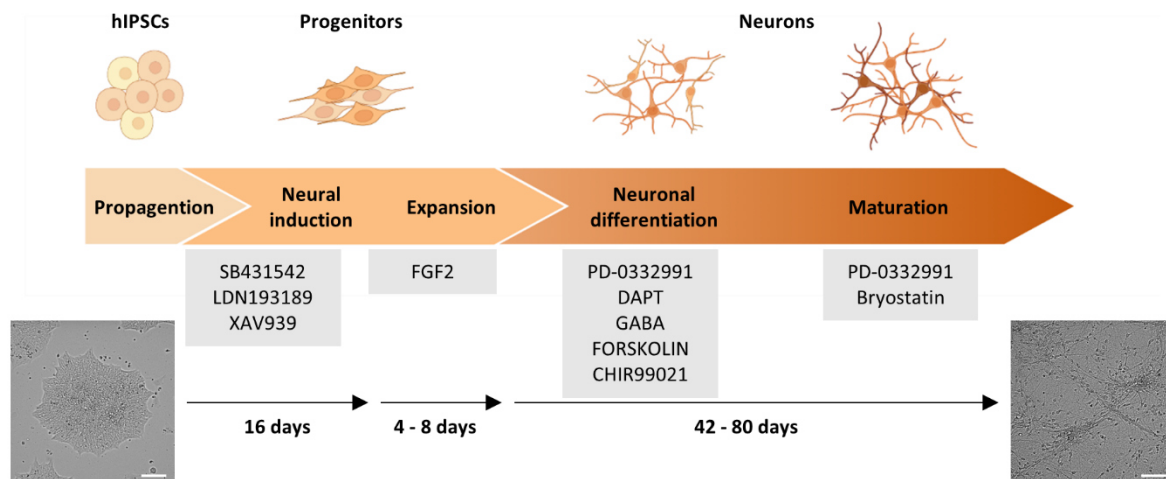 hIPSCs
Progenitors
Neurons
Propagention
Neural
induction
Expansion
Neuronal
differentiation
Maturation
SB431542
LDN193189
XAV939
FGF2
PD-0332991
DAPT
GABA
FORSKOLIN
CHIR99021
PD-0332991
Bryostatin
16 days
4 - 8 days
42 - 80 days